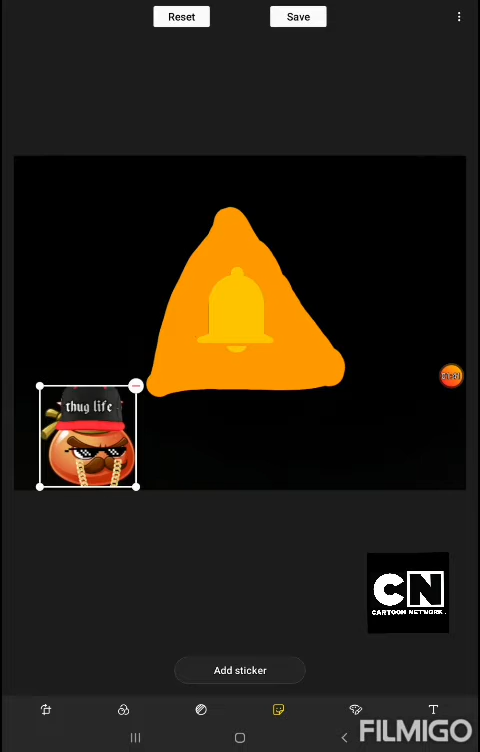 Reset
Save
thug life
CN
CARTOON NETWORK.
Add sticker
T
FILMIGO